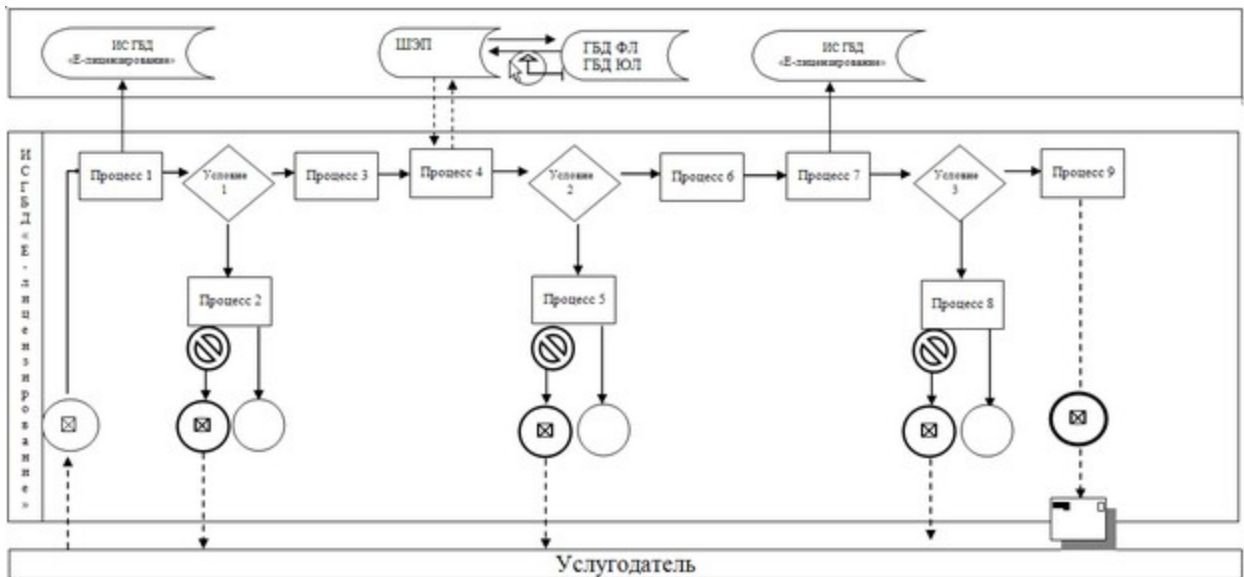 ИС ГБД
«Е-лицензирование»
ШЭП
ГБД ФЛ
ГБД ЮЛ
ИС ГБД
«Е-лицензирование»
ИС ГБД «Е-лицензирование»
Процесс 1
Условие
1
Процесс 3
Процесс 4
Условие
2
Процесс 6
Процесс 7
Условие
3
Процесс 9
Процесс 2
Процесс 5
Процесс 8
Услугодатель